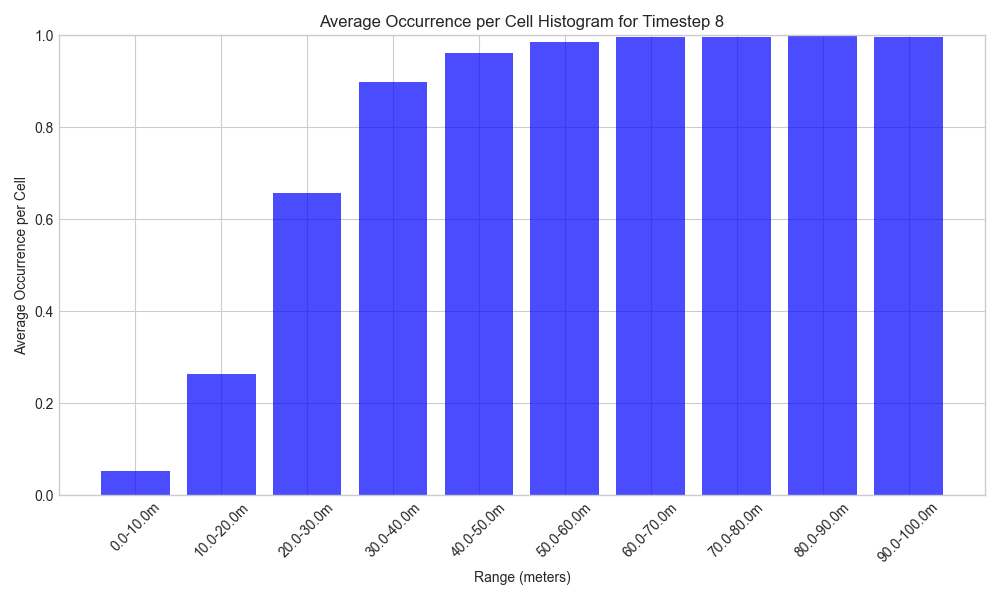 Average Occurrence per Cell Histogram for Timestep 8
1.0
0.8
0.6
0.4
0.2
0.0
Average Occurrence per Cell
0.0-10.0m
10.0-20.0m
20.0-30.0m
30.0-40.0m
40.0-50.0m
50.0-60.0m
60.0-70.0m
70.0-80.0m
80.0-90.0m
90.0-100.0m
Range (meters)